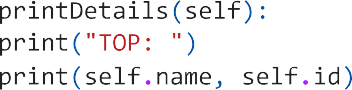 printDetails(self):
print("TOP: ")
print(self.name, self.id)